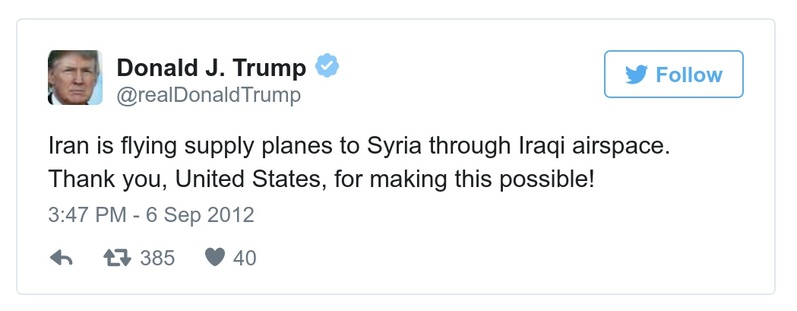 Donald J. Trump
Follow
@realDonaldTrump
Iran is flying supply planes to Syria through Iraqi airspace.
Thank you, United States, for making this possible!
3:47 PM - 6 Sep 2012
385 40